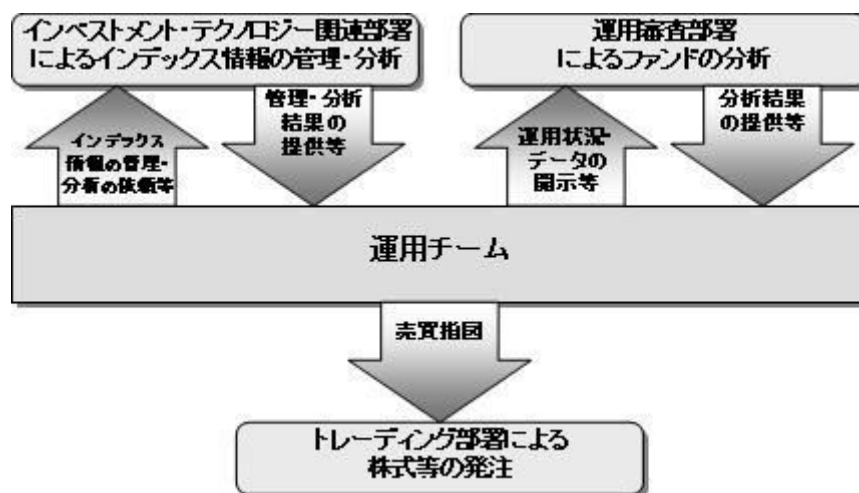 インベストメント・テクノロジー関連部署
によるインデックス情報の管理・分析
運用審査部署
によるファンドの分析
インデックス
情報の管理・
分析の依頼等
管理・分析
結果の
提供等
運用状況・
データの
開示等
分析結果
の提供等
運用チーム
売買指図
トレーディング部署による
株式等の発注